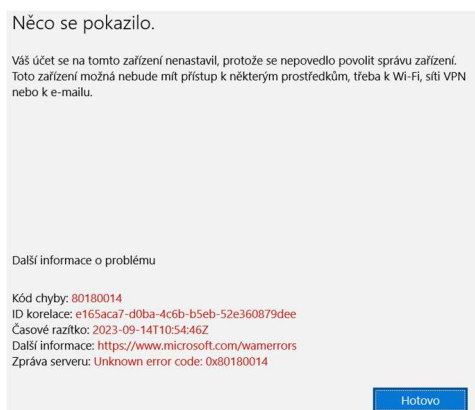 Něco se pokazilo.
Váš účet se na tomto zařízení nenastavil, protože se nepovedlo povolit správu zařízení.
Toto zařízení možná nebude mít přístup k některým prostředkům, třeba k Wi-Fi, síti VPN
nebo k e-mailu.
Další informace o problému
Kód chyby: 80180014
ID korelace: e165aca7-d0ba-4c6b-b5eb-52e360879dee
Časové razítko: 2023-09-14T10:54:46Z
Další informace: https://www.microsoft.com/wamerrors
Zpráva serveru: Unknown error code: 0x80180014
Hotovo